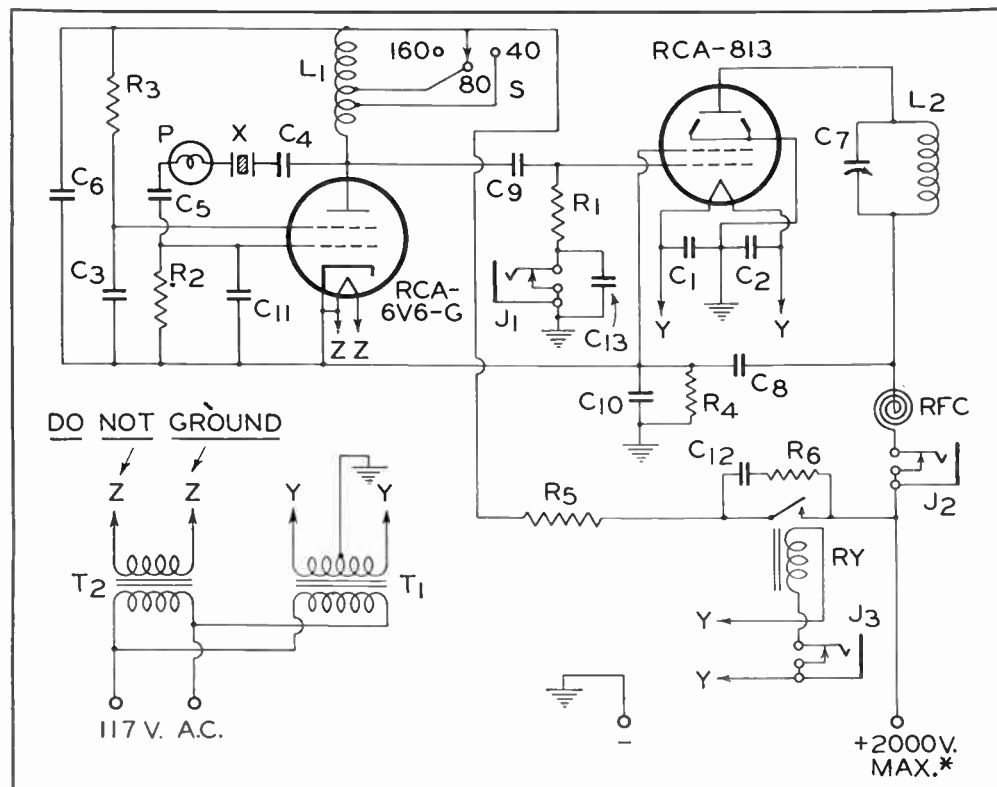 RCA-813
160 40
L1
80 S
R3
L2
P X C4
C7
C6
C5
C9
R1
C3
R2
C11
RCA-
6V6-G
C1 C2
J1
C13
Z Z
Y Y
C8
C10
R4
RFC
DO NOT GROUND
C12 R6
Z Z Y Y
R5
J2
RY
T2 T1
J3
Y
Y
117 V. A.C.
-
+2000V.
MAX.*